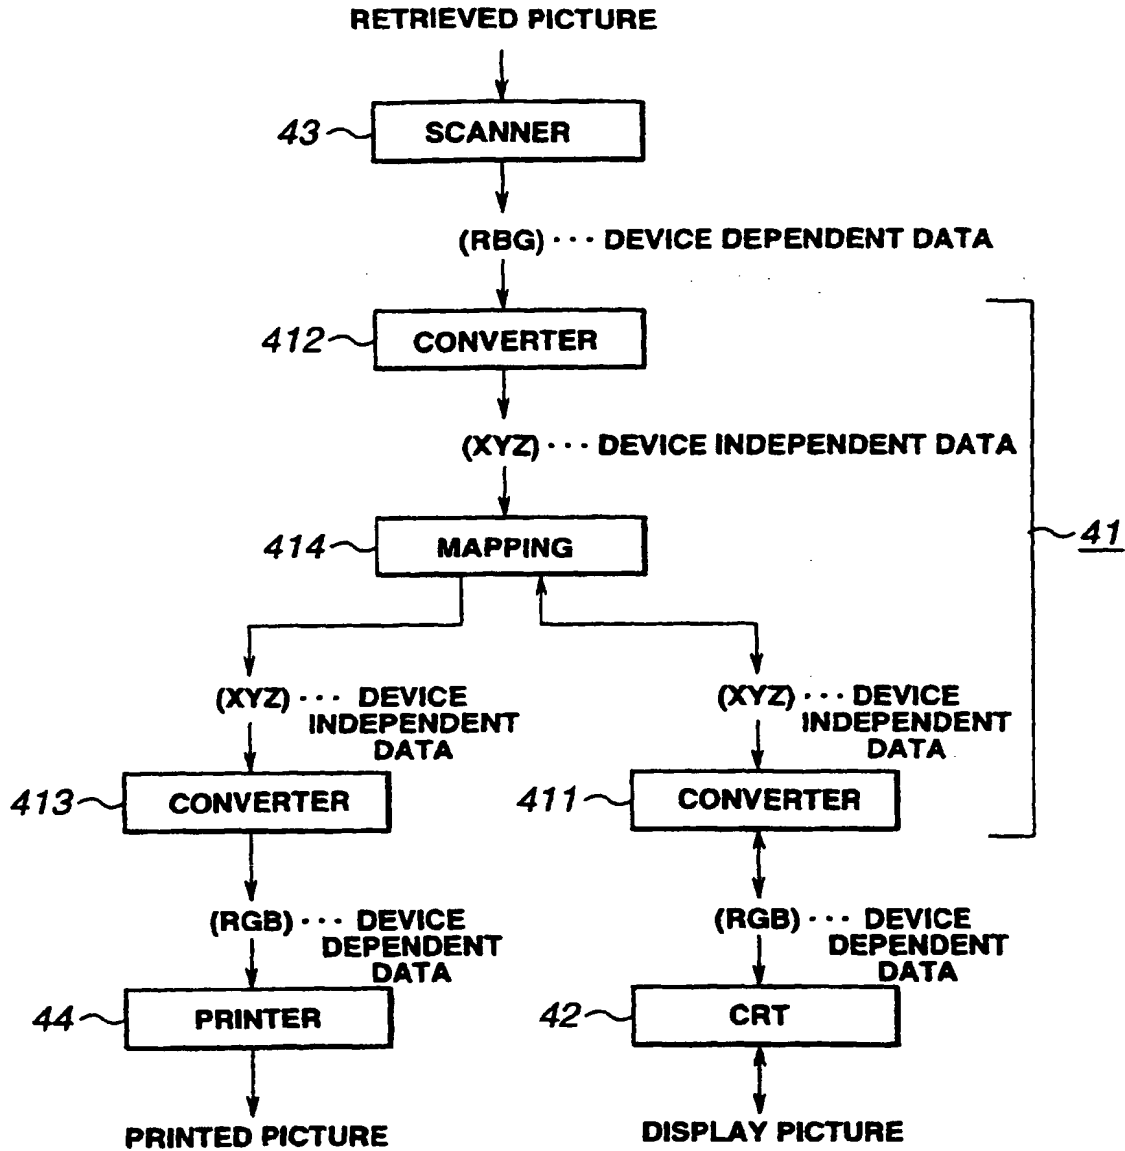 RETRIEVED PICTURE
43 SCANNER
(RBG) ··· DEVICE DEPENDENT DATA
412 CONVERTER
(XYZ) ··· DEVICE INDEPENDENT DATA
41
414 MAPPING
(XYZ) ··· DEVICE
INDEPENDENT
DATA
(XYZ) ··· DEVICE
INDEPENDENT
DATA
413 CONVERTER
411 CONVERTER
(RGB) ··· DEVICE
DEPENDENT
DATA
(RGB) ··· DEVICE
DEPENDENT
DATA
44 PRINTER
42 CRT
PRINTED PICTURE
DISPLAY PICTURE